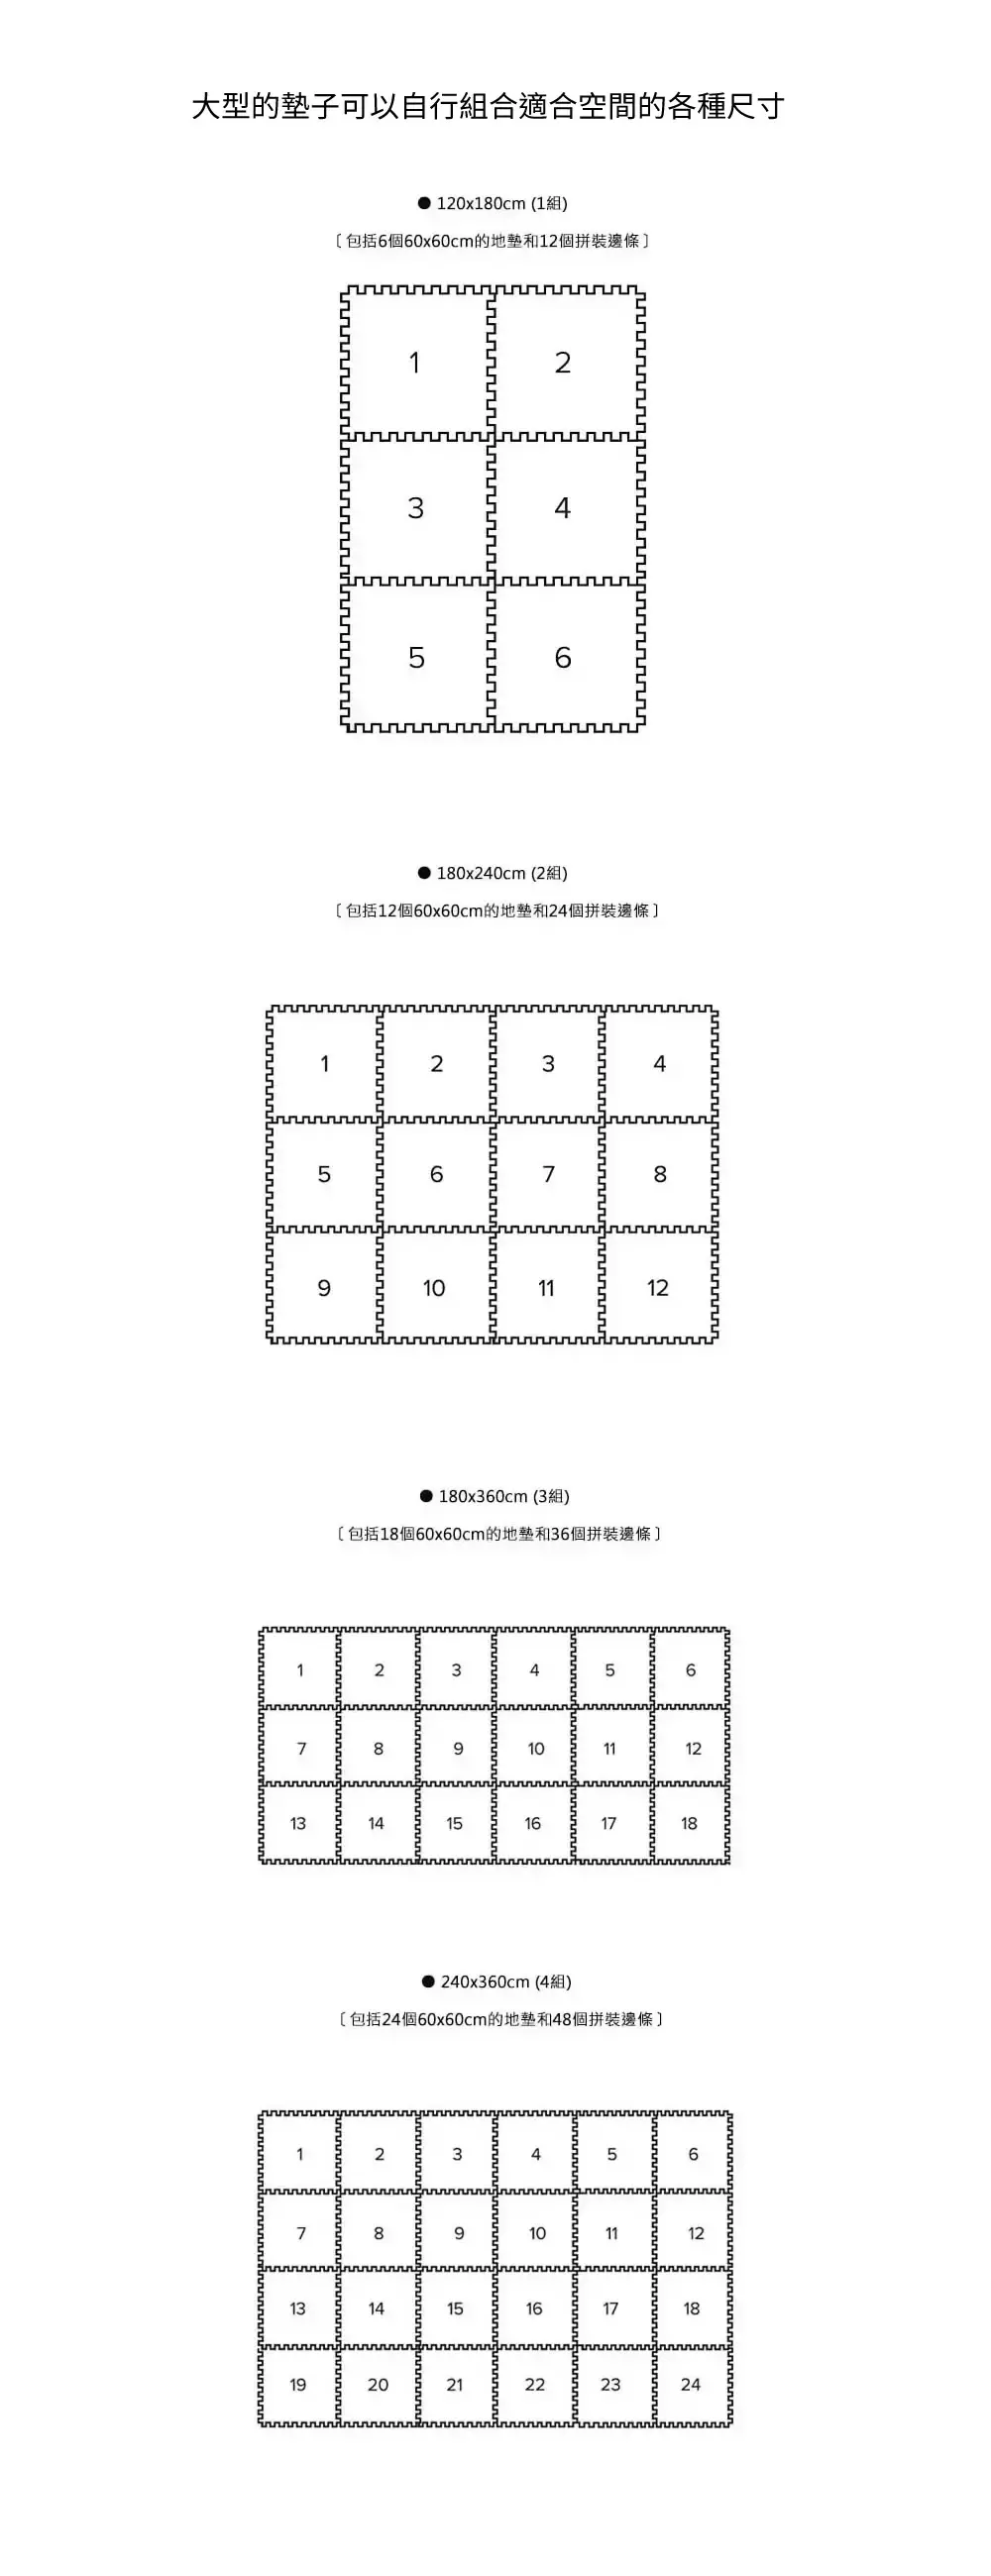 大型的墊子可以自行組合適合空間的各種尺寸
● 120x180cm (1組)
〔包括6個60x60cm的地墊和12個拼裝邊條〕
1 2
3 4
5 6
● 180x240cm (2組)
〔包括12個60x60cm的地墊和24個拼裝邊條〕
1 2 3 4
5 6 7 8
9 10 11 12
● 180x360cm (3組)
〔包括18個60x60cm的地墊和36個拼裝邊條〕
1 2 3 4 5 6
7 8 9 10 11 12
13 14 15 16 17 18
● 240x360cm (4組)
〔包括24個60x60cm的地墊和48個拼裝邊條〕
1 2 3 4 5 6
7 8 9 10 11 12
13 14 15 16 17 18
19 20 21 22 23 24